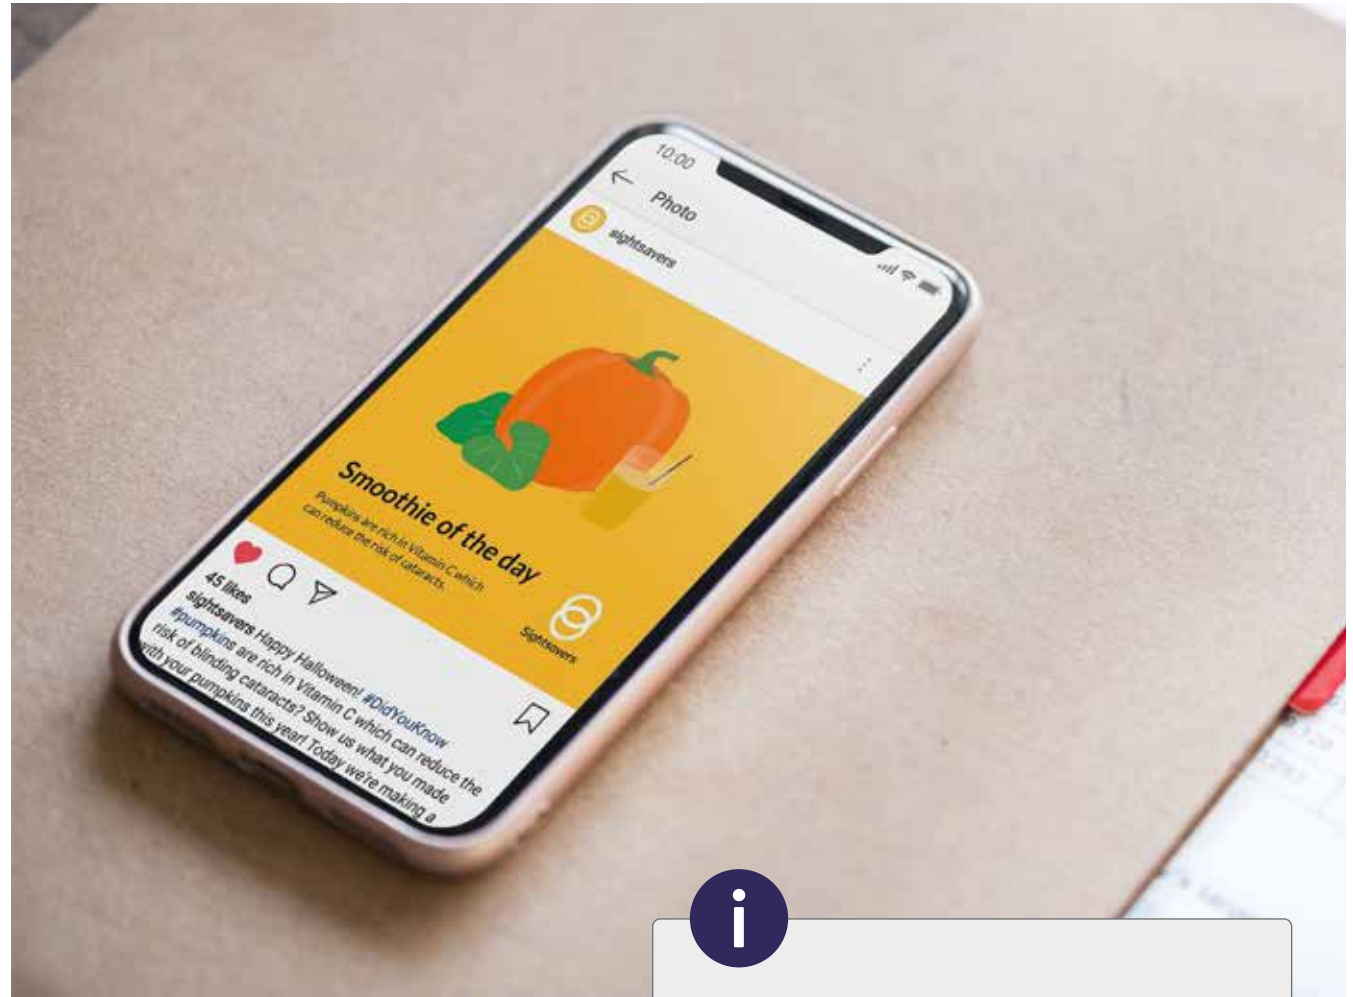 10:00
Photo
sightsavers
Smoothie of the day
Pumpkins are rich in Vitamin C which
can reduce the risk of cataracts.
Sightsavers
45 likes
sightsavers Happy Halloween! #DidYouKnow
#pumpkins are rich in Vitamin C which can reduce the
risk of blinding cataracts? Show us what you made
with your pumpkins this year! Today we're making a
i